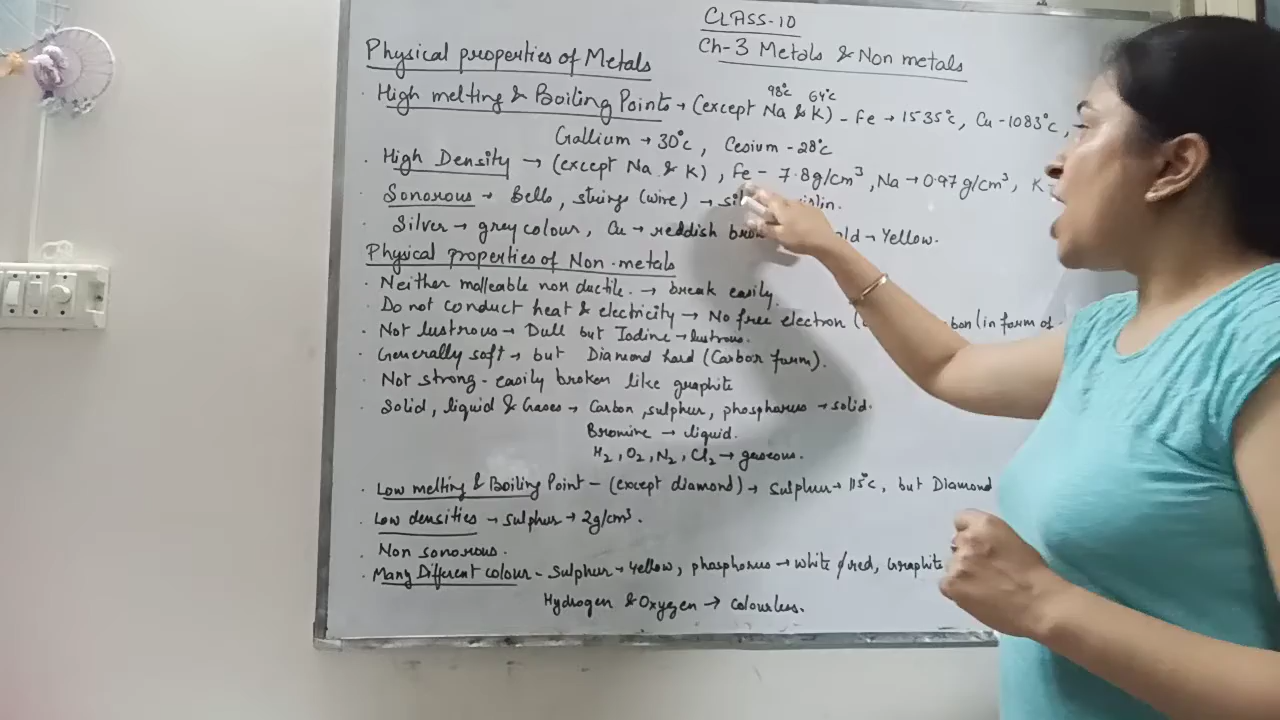 CLASS-10
Ch-3 Metals & Non metals
Physical properties of Metals
98°C 64°C
· High melting & Boiling Points → (except Na & K) - Fe → 1535°C, Cu - 1083°C,
Gallium → 30°C, Cesium - 28°C
· High Density → (except Na & K), Fe - 7.8g/cm³, Na → 0.97g/cm³, K
· Sonorous → Bells, strings (wire) →
· Silver → grey colour, Cu → reddish Yellow.
Physical properties of Non-metals
· Neither malleable nor ductile. → break easily.
· Do not conduct heat & electricity → No free electron (in form of
· Not lustrous → Dull but Iodine → lustrous.
· Generally soft → but Diamond hard (Carbon form).
· Not strong - easily broken like graphite
· Solid, liquid & Gases → Carbon, sulphur, phosphorus → solid.
Bromine → liquid.
H₂, O₂, N₂, Cl₂ → gaseous.
· Low melting & Boiling Point - (except diamond) → Sulphur → 115°C, but Diamond
· Low densities → sulphur → 2g/cm³.
· Non sonorous.
· Many Different colour - Sulphur → Yellow, phosphorus → white / red, Graphite
Hydrogen & Oxygen → colourless.